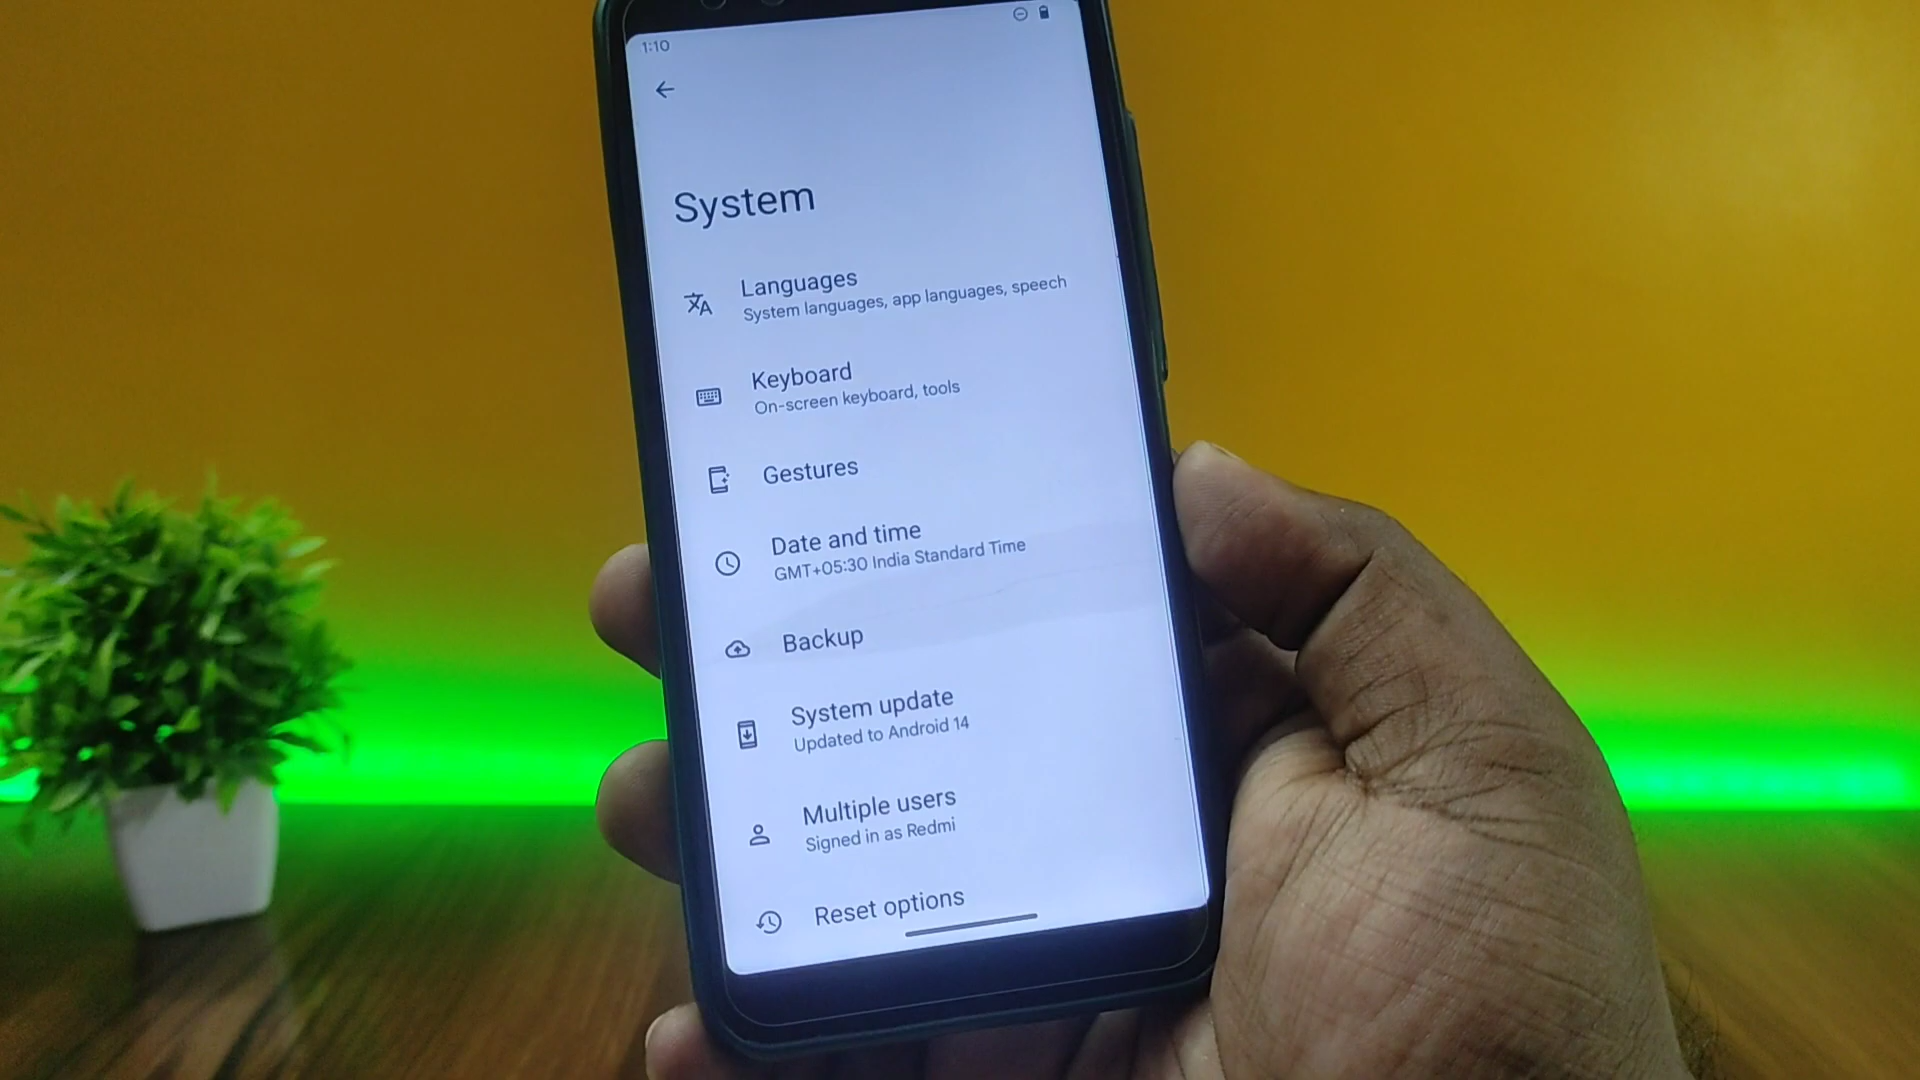 1:10
System
Languages
System languages, app languages, speech
Keyboard
On-screen keyboard, tools
Gestures
Date and time
GMT+05:30 India Standard Time
Backup
System update
Updated to Android 14
Multiple users
Signed in as Redmi
Reset options